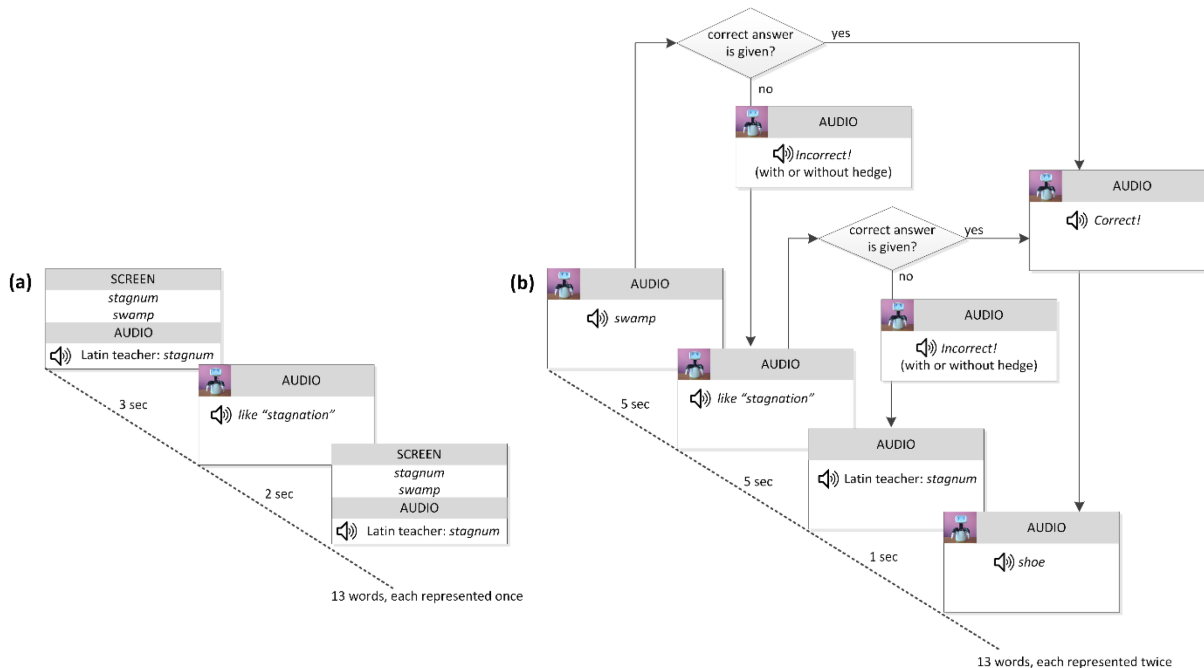 (a)
SCREEN
stagnum
swamp
AUDIO
Latin teacher: stagnum
3 sec
AUDIO
like “stagnation”
2 sec
SCREEN
stagnum
swamp
AUDIO
Latin teacher: stagnum
13 words, each represented once
(b)
AUDIO
swamp
correct answer
is given?
yes
no
AUDIO
Incorrect!
(with or without hedge)
5 sec
AUDIO
like “stagnation”
correct answer
is given?
yes
no
AUDIO
Incorrect!
(with or without hedge)
AUDIO
Correct!
5 sec
AUDIO
Latin teacher: stagnum
1 sec
AUDIO
shoe
13 words, each represented twice